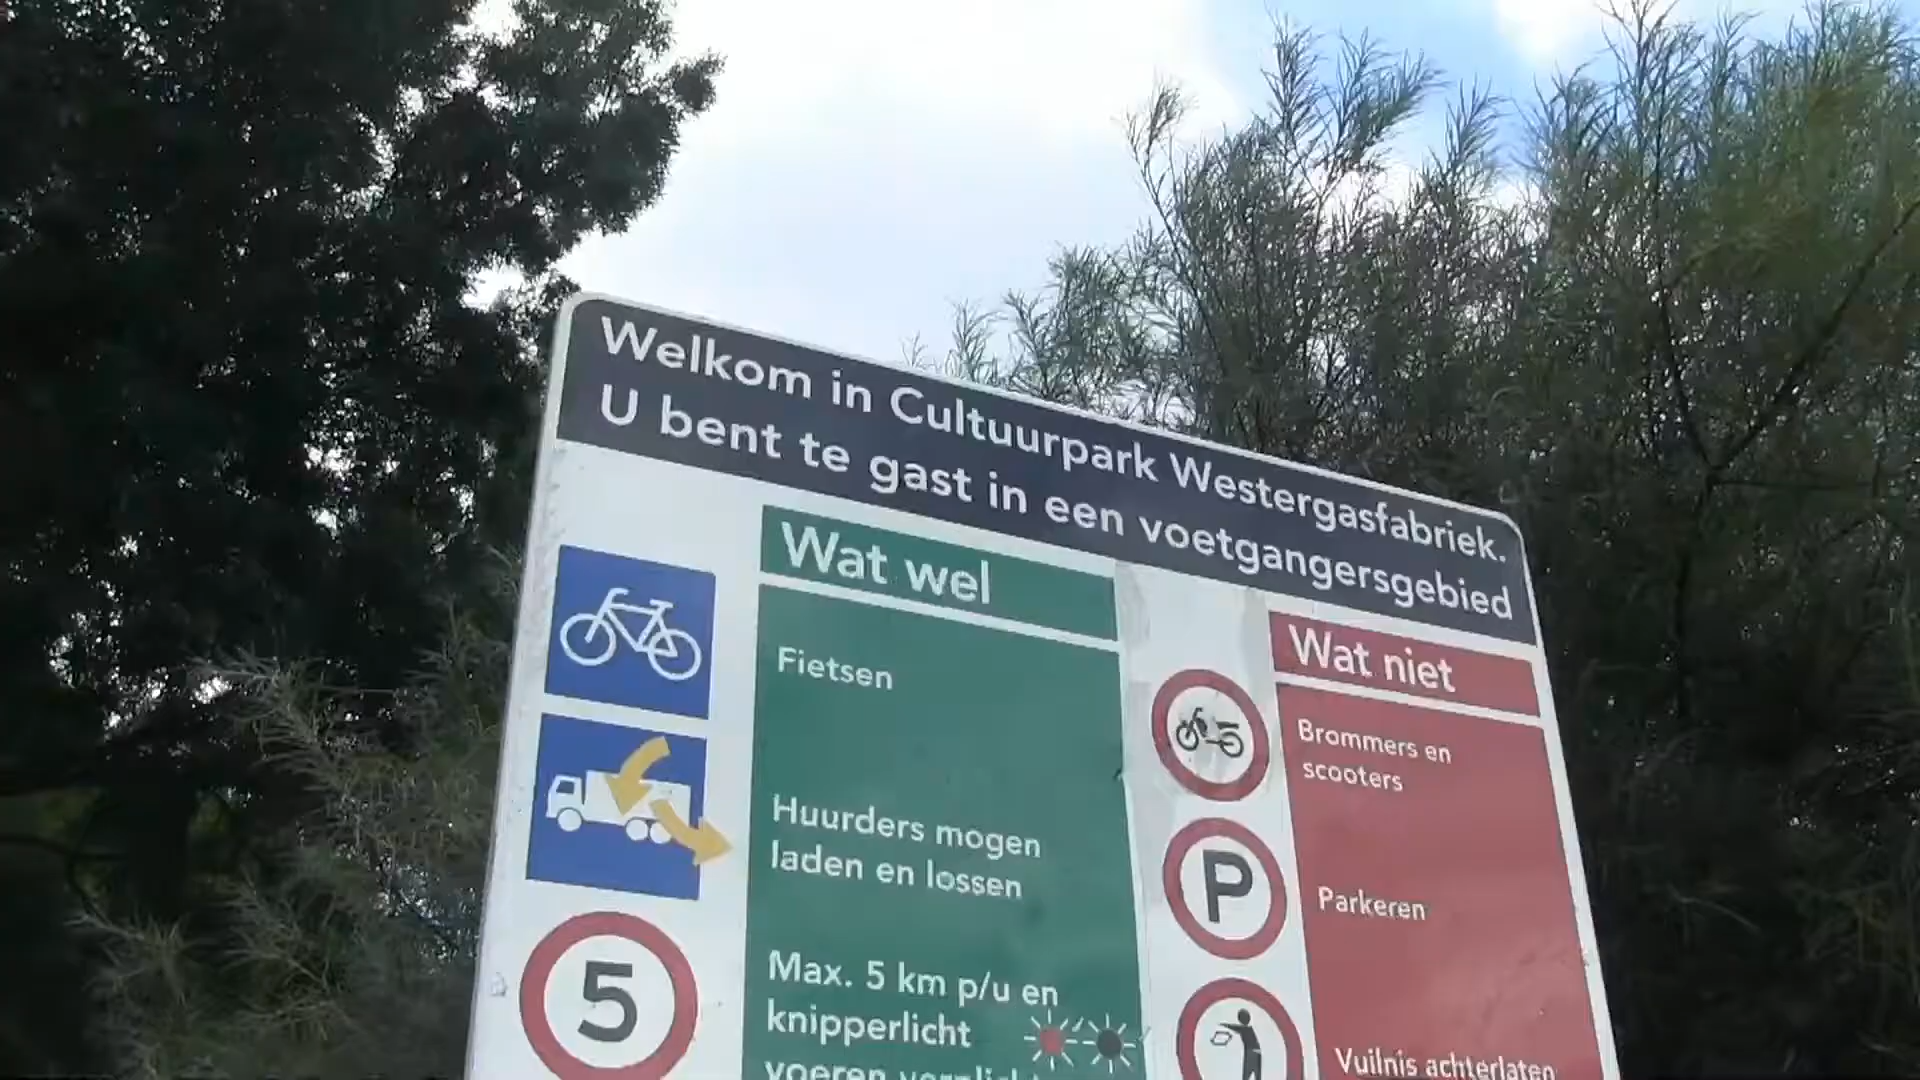 Welkom in Cultuurpark Westergasfabriek.
U bent te gast in een voetgangersgebied
Wat wel
Fietsen
Huurders mogen
laden en lossen
5
Max. 5 km p/u en
knipperlicht
voeren
Wat niet
Brommers en
scooters
P
Parkeren
Vuilnis achterlaten